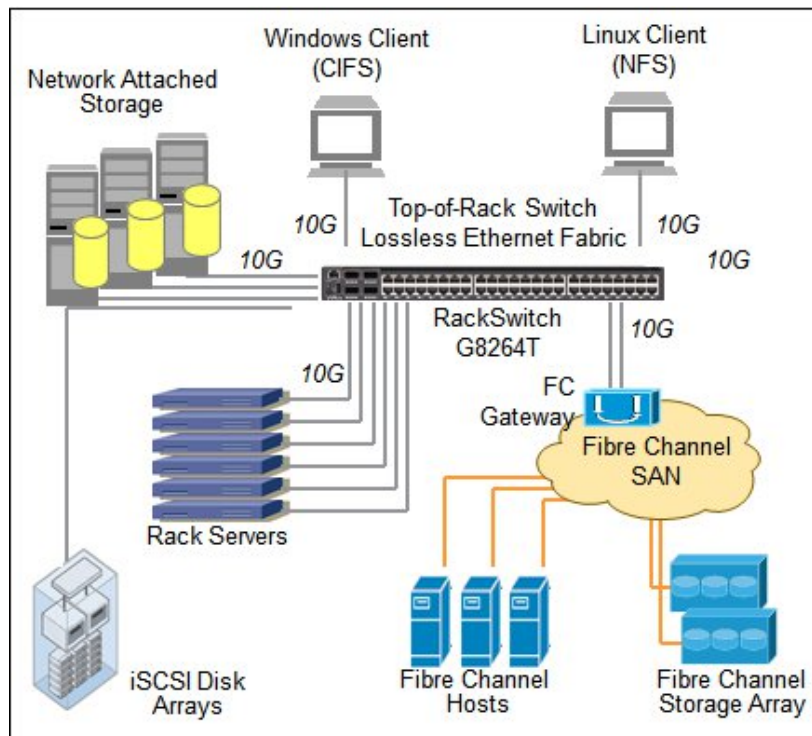 Windows Client
(CIFS)
Linux Client
(NFS)
Network Attached
Storage
10G
Top-of-Rack Switch
Lossless Ethernet Fabric
10G
10G
10G
RackSwitch
G8264T
10G
10G
FC
Gateway
Fibre Channel
SAN
Rack Servers
iSCSI Disk
Arrays
Fibre Channel
Hosts
Fibre Channel
Storage Array